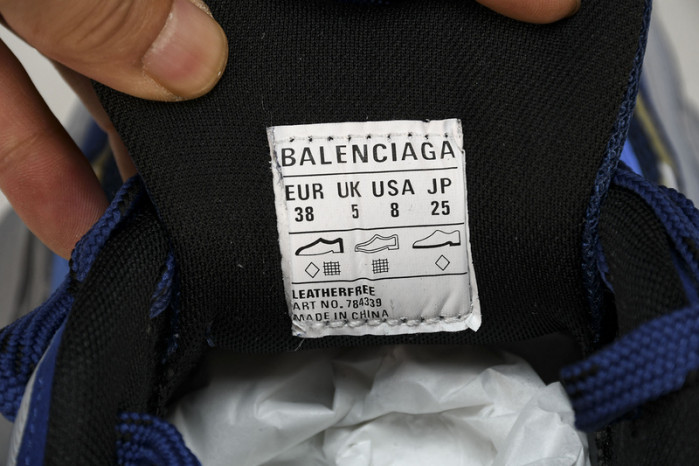 BALENCIAGA
EUR UK USA JP
38 5 8 25
LEATHERFREE
ART NO. 784339
MADE IN CHINA